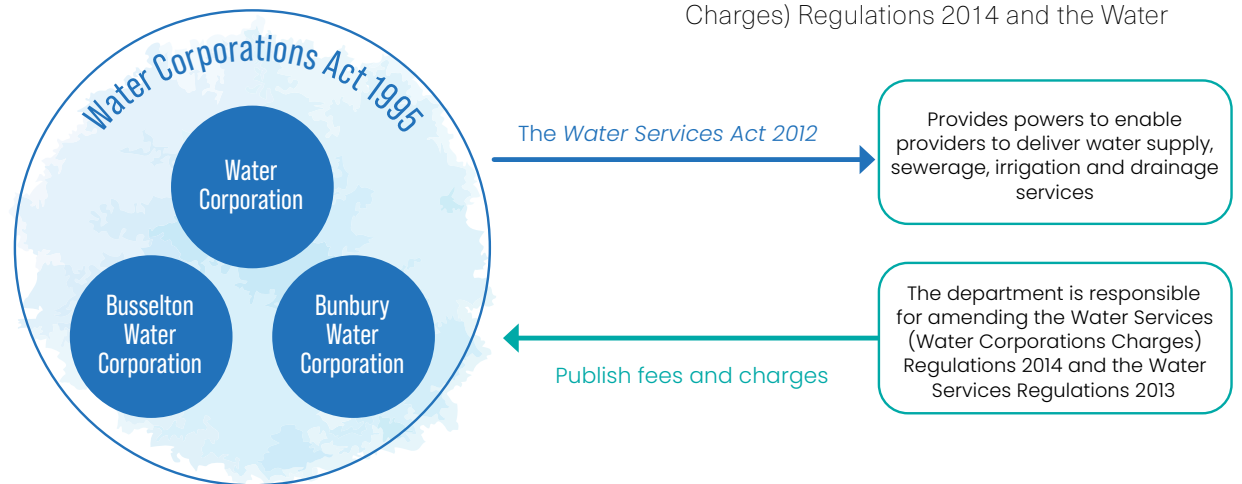 Charges) Regulations 2014 and the Water
Water Corporations Act 1995
Water
Corporation
Busselton
Water
Corporation
Bunbury
Water
Corporation
The Water Services Act 2012
Provides powers to enable
providers to deliver water supply,
sewerage, irrigation and drainage
services
Publish fees and charges
The department is responsible
for amending the Water Services
(Water Corporations Charges)
Regulations 2014 and the Water
Services Regulations 2013